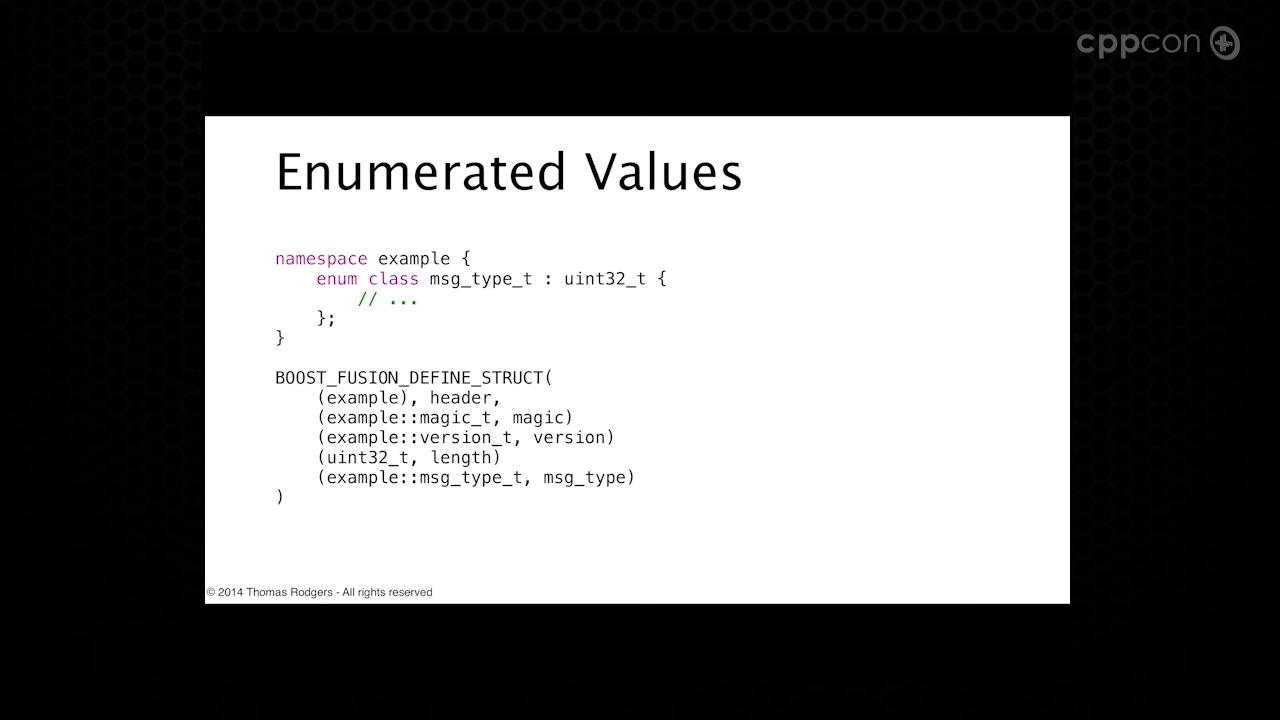 cppcon
Enumerated Values
namespace example {
    enum class msg_type_t : uint32_t {
        // ...
    };
}
BOOST_FUSION_DEFINE_STRUCT(
    (example), header,
    (example::magic_t, magic)
    (example::version_t, version)
    (uint32_t, length)
    (example::msg_type_t, msg_type)
)
© 2014 Thomas Rodgers - All rights reserved